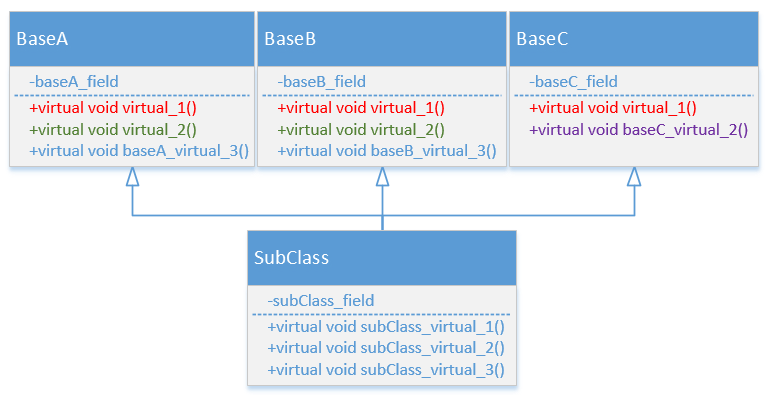 BaseA
-baseA_field
+virtual void virtual_1()
+virtual void virtual_2()
+virtual void baseA_virtual_3()
BaseB
-baseB_field
+virtual void virtual_1()
+virtual void virtual_2()
+virtual void baseB_virtual_3()
BaseC
-baseC_field
+virtual void virtual_1()
+virtual void baseC_virtual_2()
SubClass
-subClass_field
+virtual void subClass_virtual_1()
+virtual void subClass_virtual_2()
+virtual void subClass_virtual_3()